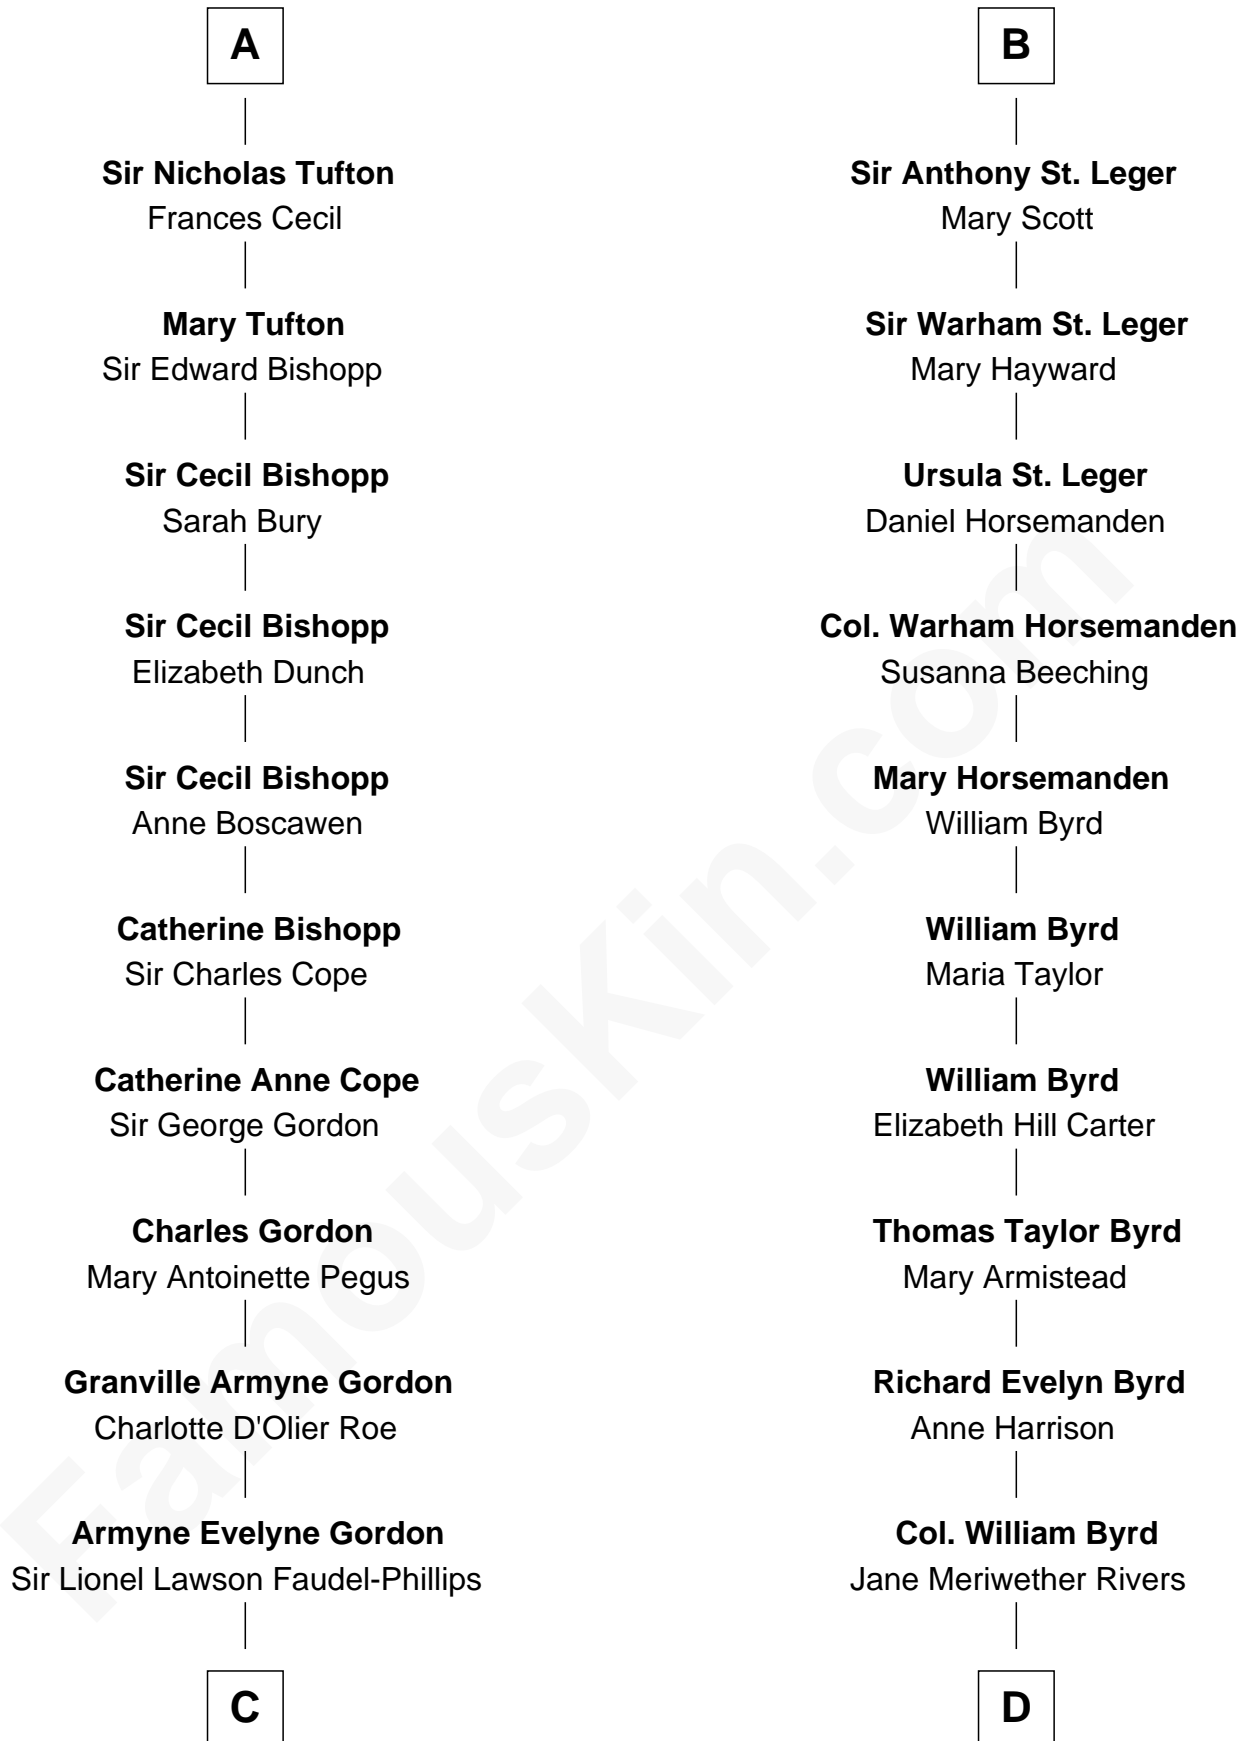 A
Sir Nicholas Tufton
Frances Cecil
Mary Tufton
Sir Edward Bishopp
Sir Cecil Bishopp
Sarah Bury
Sir Cecil Bishopp
Elizabeth Dunch
Sir Cecil Bishopp
Anne Boscawen
Catherine Bishopp
Sir Charles Cope
Catherine Anne Cope
Sir George Gordon
Charles Gordon
Mary Antoinette Pegus
Granville Armyne Gordon
Charlotte D'Olier Roe
Armyne Evelyne Gordon
Sir Lionel Lawson Faudel-Phillips
C
B
Sir Anthony St. Leger
Mary Scott
Sir Warham St. Leger
Mary Hayward
Ursula St. Leger
Daniel Horsemanden
Col. Warham Horsemanden
Susanna Beeching
Mary Horsemanden
William Byrd
William Byrd
Maria Taylor
William Byrd
Elizabeth Hill Carter
Thomas Taylor Byrd
Mary Armistead
Richard Evelyn Byrd
Anne Harrison
Col. William Byrd
Jane Meriwether Rivers
D
FamousKin.com